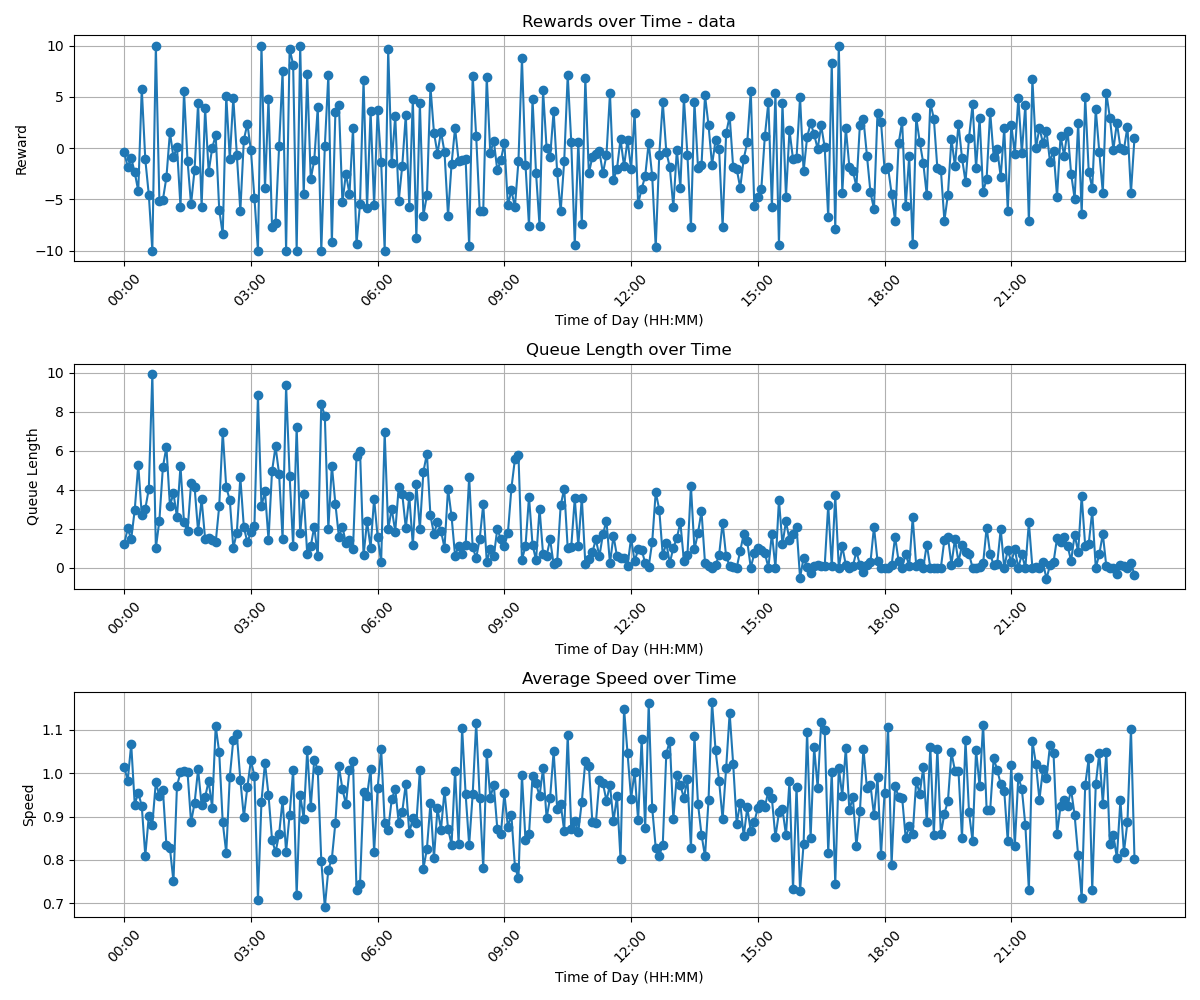 Rewards over Time - data
10
5
0
−5
−10
Reward
00:00 03:00 06:00 09:00 12:00 15:00 18:00 21:00
Time of Day (HH:MM)
Queue Length over Time
10
8
6
4
2
0
Queue Length
00:00 03:00 06:00 09:00 12:00 15:00 18:00 21:00
Time of Day (HH:MM)
Average Speed over Time
1.1
1.0
0.9
0.8
0.7
Speed
00:00 03:00 06:00 09:00 12:00 15:00 18:00 21:00
Time of Day (HH:MM)